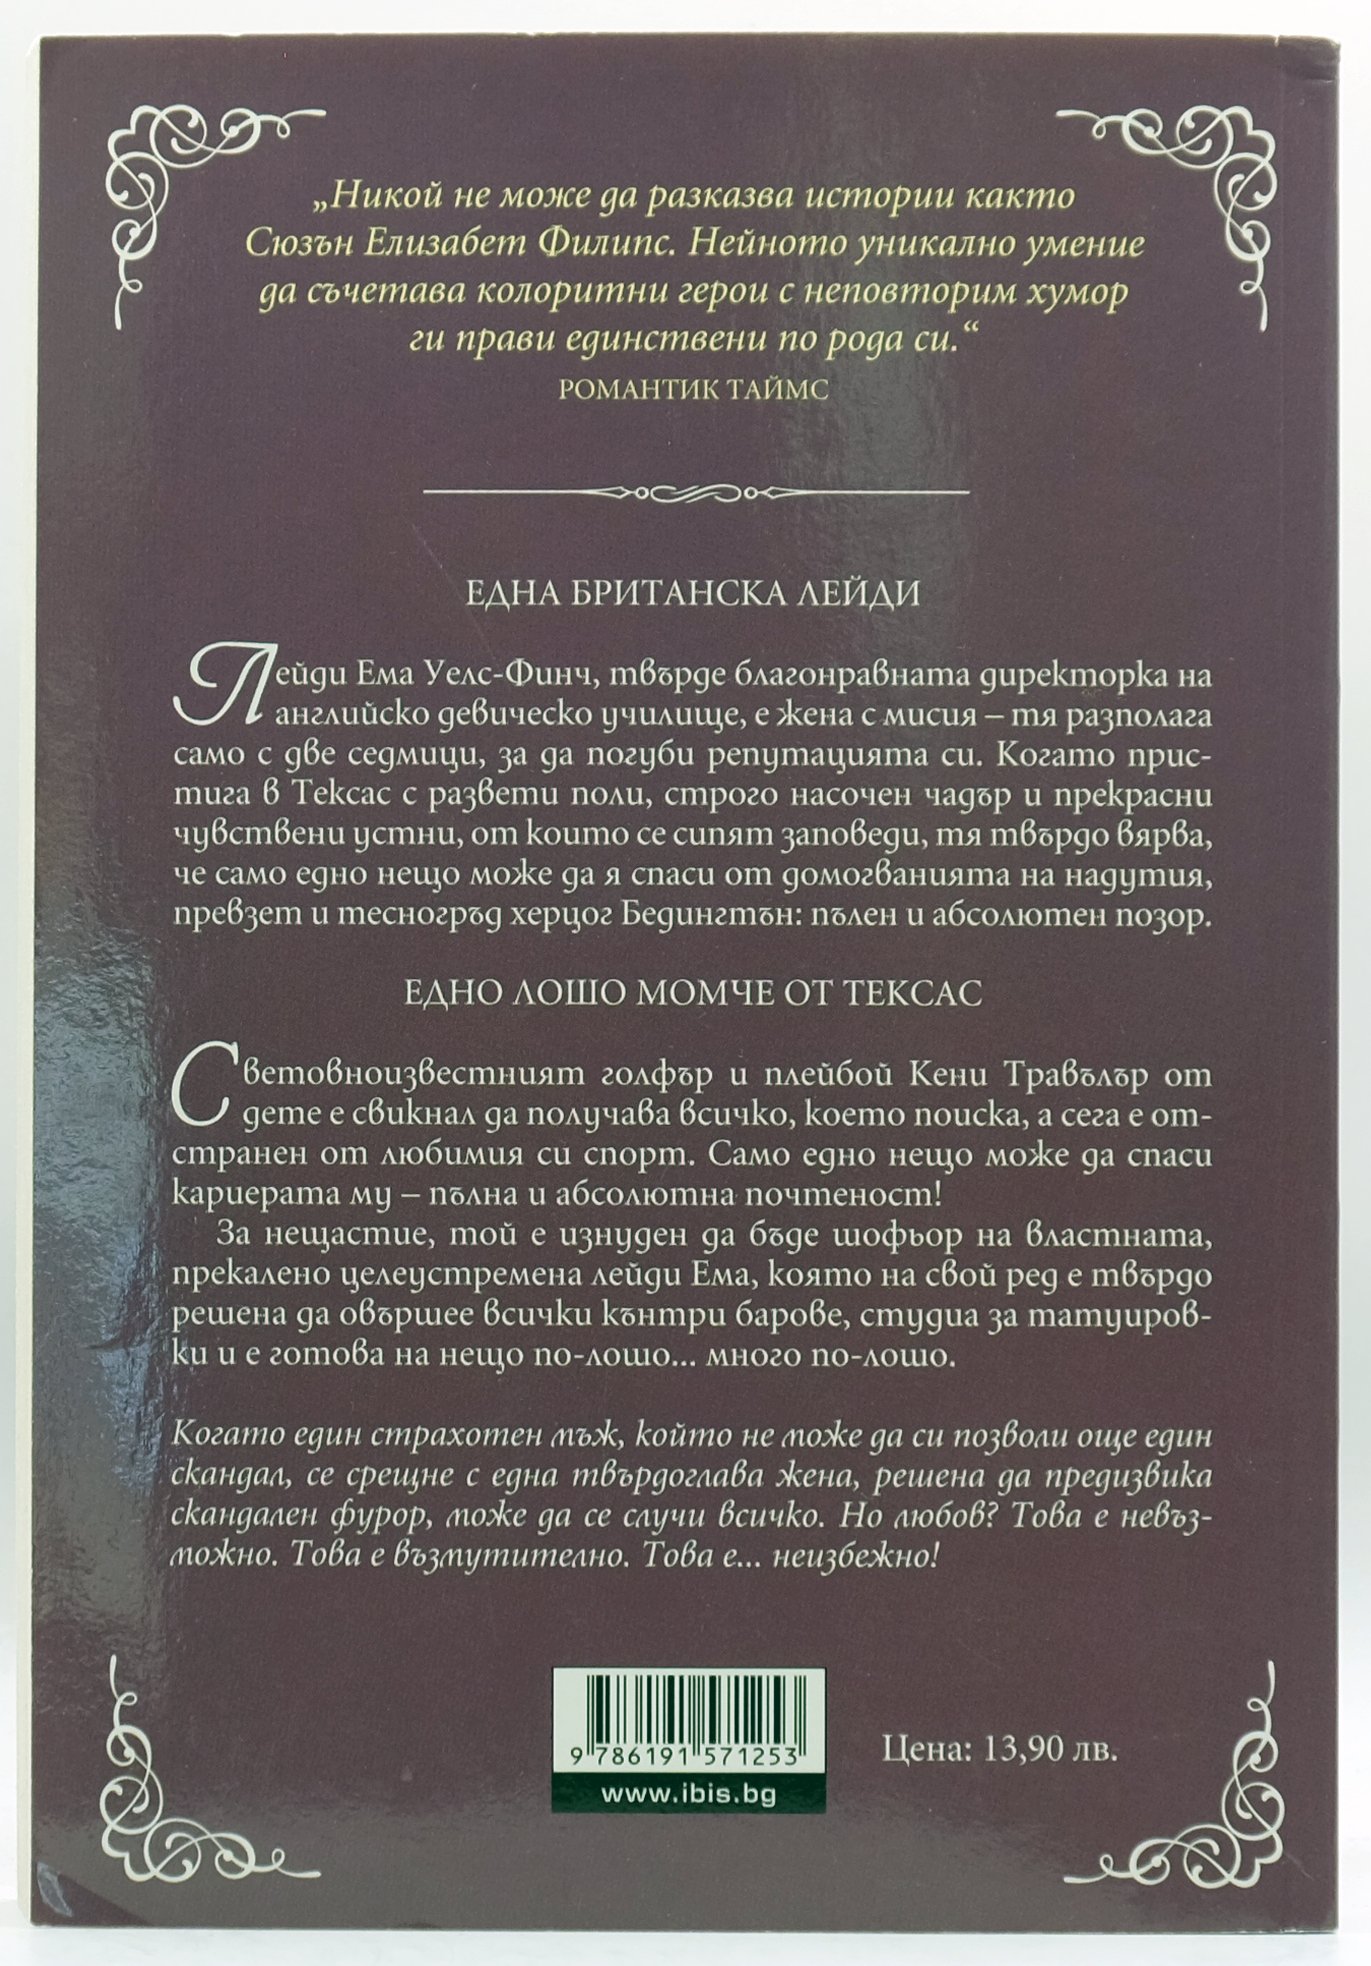 „Никой не може да разказва истории както
Сюзън Елизабет Филипс. Нейното уникално умение
да съчетава колоритни герои с неповторим хумор
ги прави единствени по рода си.“
РОМАНТИК ТАЙМС
ЕДНА БРИТАНСКА ЛЕЙДИ
Лейди Ема Уелс-Финч, твърде благонравната директорка на
английско девическо училище, е жена с мисия – тя разполага
само с две седмици, за да погуби репутацията си. Когато прис-
тига в Тексас с развети поли, строго насочен чадър и прекрасни
чувствени устни, от които се сипят заповеди, тя твърдо вярва,
че само едно нещо може да я спаси от домогванията на надутия,
превзет и тесногръд херцог Бедингтън: пълен и абсолютен позор.
ЕДНО ЛОШО МОМЧЕ ОТ ТЕКСАС
Световноизвестният голфър и плейбой Кени Травълър от
дете е свикнал да получава всичко, което поиска, а сега е от-
странен от любимия си спорт. Само едно нещо може да спаси
кариерата му – пълна и абсолютна почтеност!
За нещастие, той е изнуден да бъде шофьор на властната,
прекалено целеустремена лейди Ема, която на свой ред е твърдо
решена да овършее всички кънтри барове, студиа за татуиров-
ки и е готова на нещо по-лошо... много по-лошо.
Когато един страхотен мъж, който не може да си позволи още един
скандал, се срещне с една твърдоглава жена, решена да предизвика
скандален фурор, може да се случи всичко. Но любов? Това е невъз-
можно. Това е възмутително. Това е... неизбежно!
9 786191 571253
www.ibis.bg
Цена: 13,90 лв.